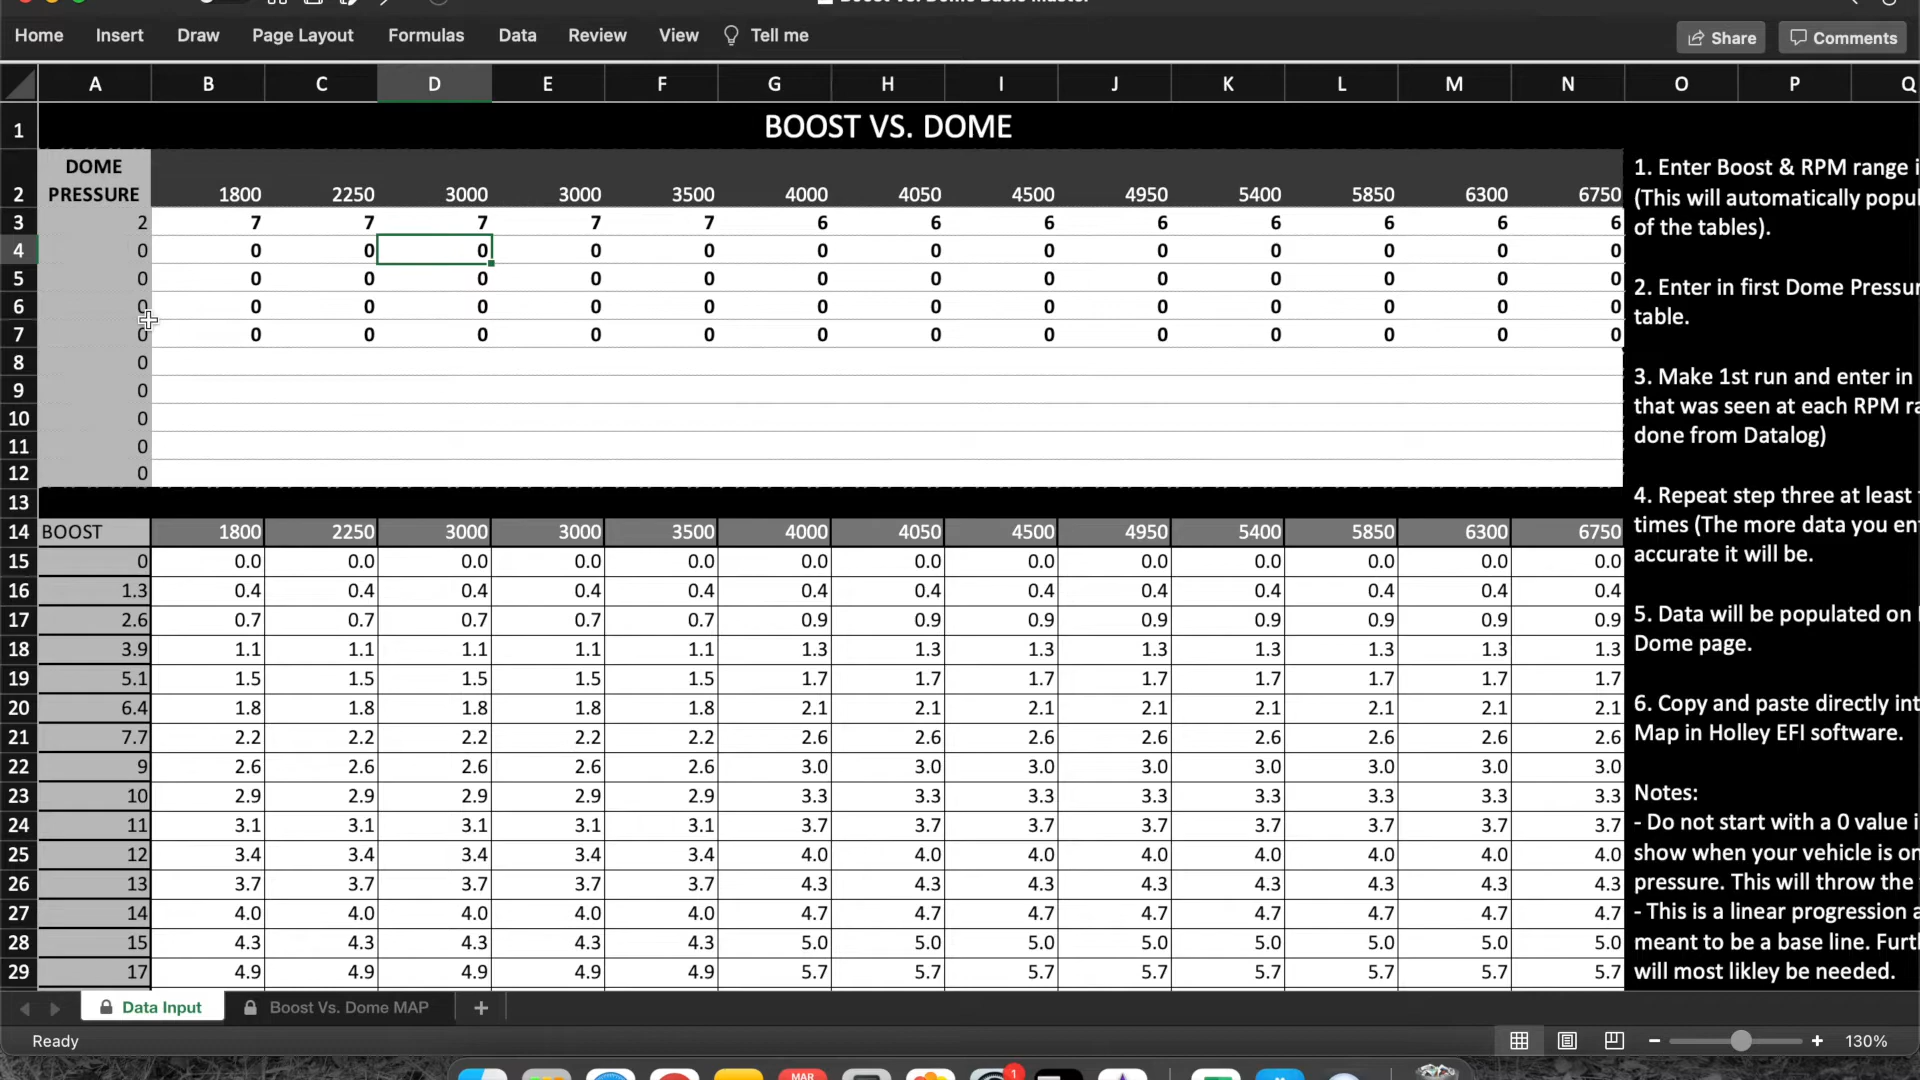 Home Insert Draw Page Layout Formulas Data Review View Tell me Share Comments
A B C D E F G H I J K L M N O P Q
1 BOOST VS. DOME
DOME
2 PRESSURE 1800 2250 3000 3000 3500 4000 4050 4500 4950 5400 5850 6300 6750
3 2 7 7 7 7 7 6 6 6 6 6 6 6 6
4 0 0 0 0 0 0 0 0 0 0 0 0 0 0
5 0 0 0 0 0 0 0 0 0 0 0 0 0 0
6 0 0 0 0 0 0 0 0 0 0 0 0 0 0
7 0 0 0 0 0 0 0 0 0 0 0 0 0 0
8 0
9 0
10 0
11 0
12 0
13
14 BOOST 1800 2250 3000 3000 3500 4000 4050 4500 4950 5400 5850 6300 6750
15 0 0.0 0.0 0.0 0.0 0.0 0.0 0.0 0.0 0.0 0.0 0.0 0.0 0.0
16 1.3 0.4 0.4 0.4 0.4 0.4 0.4 0.4 0.4 0.4 0.4 0.4 0.4 0.4
17 2.6 0.7 0.7 0.7 0.7 0.7 0.9 0.9 0.9 0.9 0.9 0.9 0.9 0.9
18 3.9 1.1 1.1 1.1 1.1 1.1 1.3 1.3 1.3 1.3 1.3 1.3 1.3 1.3
19 5.1 1.5 1.5 1.5 1.5 1.5 1.7 1.7 1.7 1.7 1.7 1.7 1.7 1.7
20 6.4 1.8 1.8 1.8 1.8 1.8 2.1 2.1 2.1 2.1 2.1 2.1 2.1 2.1
21 7.7 2.2 2.2 2.2 2.2 2.2 2.6 2.6 2.6 2.6 2.6 2.6 2.6 2.6
22 9 2.6 2.6 2.6 2.6 2.6 3.0 3.0 3.0 3.0 3.0 3.0 3.0 3.0
23 10 2.9 2.9 2.9 2.9 2.9 3.3 3.3 3.3 3.3 3.3 3.3 3.3 3.3
24 11 3.1 3.1 3.1 3.1 3.1 3.7 3.7 3.7 3.7 3.7 3.7 3.7 3.7
25 12 3.4 3.4 3.4 3.4 3.4 4.0 4.0 4.0 4.0 4.0 4.0 4.0 4.0
26 13 3.7 3.7 3.7 3.7 3.7 4.3 4.3 4.3 4.3 4.3 4.3 4.3 4.3
27 14 4.0 4.0 4.0 4.0 4.0 4.7 4.7 4.7 4.7 4.7 4.7 4.7 4.7
28 15 4.3 4.3 4.3 4.3 4.3 5.0 5.0 5.0 5.0 5.0 5.0 5.0 5.0
29 17 4.9 4.9 4.9 4.9 4.9 5.7 5.7 5.7 5.7 5.7 5.7 5.7 5.7
1. Enter Boost & RPM range
(This will automatically
of the tables).
2. Enter in first Dome
table.
3. Make 1st run and enter in
that was seen at each RPM
done from Datalog)
4. Repeat step three at least
times (The more data you
accurate it will be.
5. Data will be populated on
Dome page.
6. Copy and paste directly
Map in Holley EFI software.
Notes:
- Do not start with a 0 value
show when your vehicle is
pressure. This will throw the
- This is a linear progression
meant to be a base line.
will most likley be needed.
Data Input Boost Vs. Dome MAP +
Ready 130%
MAR 1